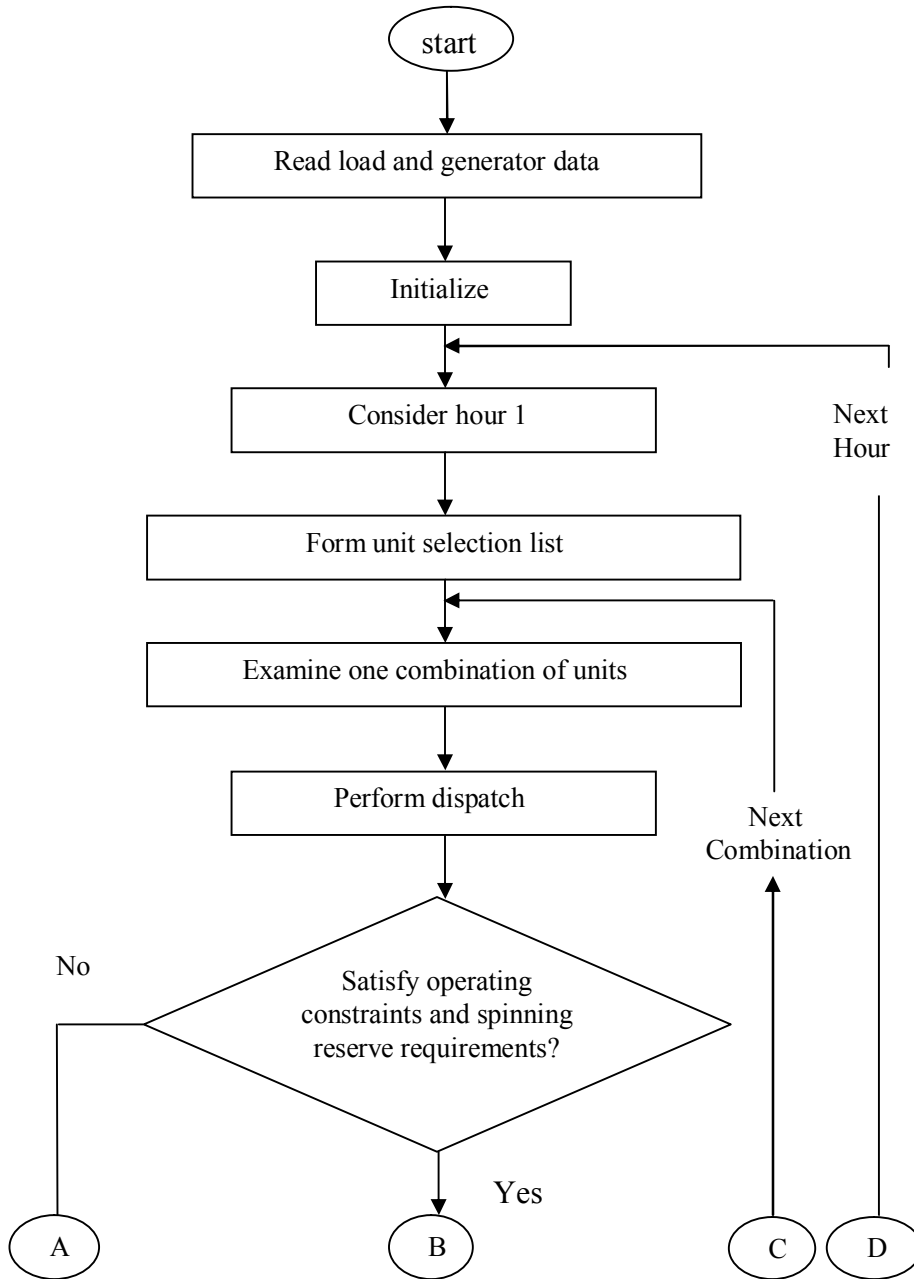 start
Read load and generator data
Initialize
Consider hour 1
Next
Hour
Form unit selection list
Examine one combination of units
Perform dispatch
Next
Combination
No
Satisfy operating
constraints and spinning
reserve requirements?
Yes
A
B
C
D